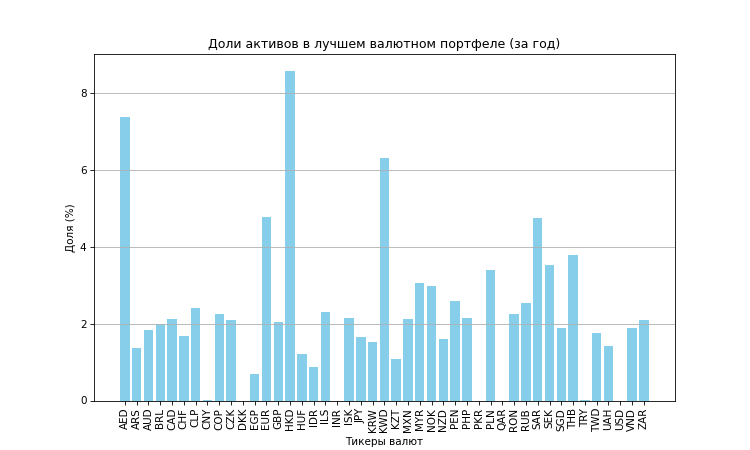 Доли активов в лучшем валютном портфеле (за год)
8
6
4
2
0
Доля (%)
AED ARS AUD BRL CAD CHF CLP CNY COP CZK DKK EGP EUR GBP HKD HUF IDR ILS INR ISK JPY KRW KWD KZT MXN MYR NOK NZD PEN PHP PKR PLN QAR RON RUB SAR SEK SGD THB TRY TWD UAH USD VND ZAR
Тикеры валют